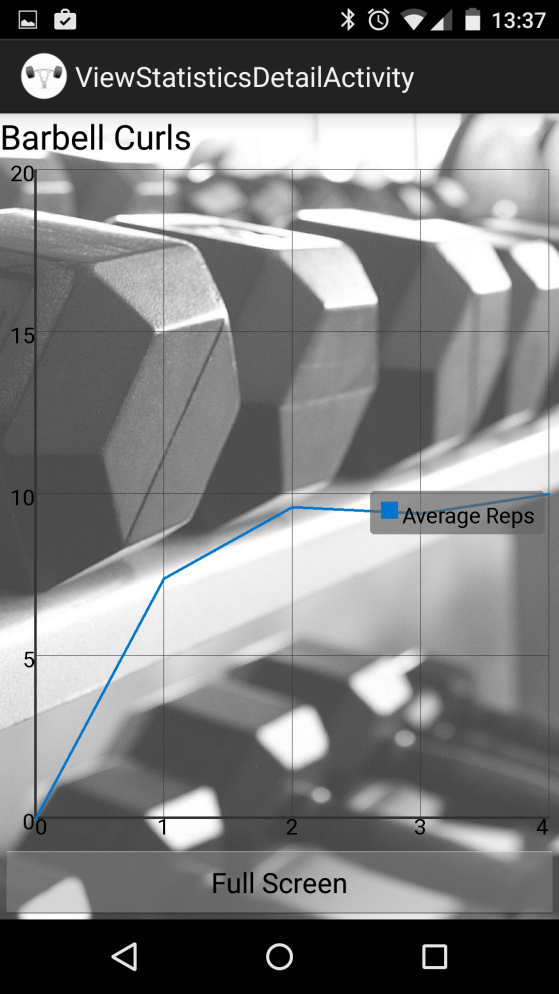 13:37
ViewStatisticsDetailActivity
Barbell Curls
20
15
10
Average Reps
5
0
0 1 2 3 4
Full Screen